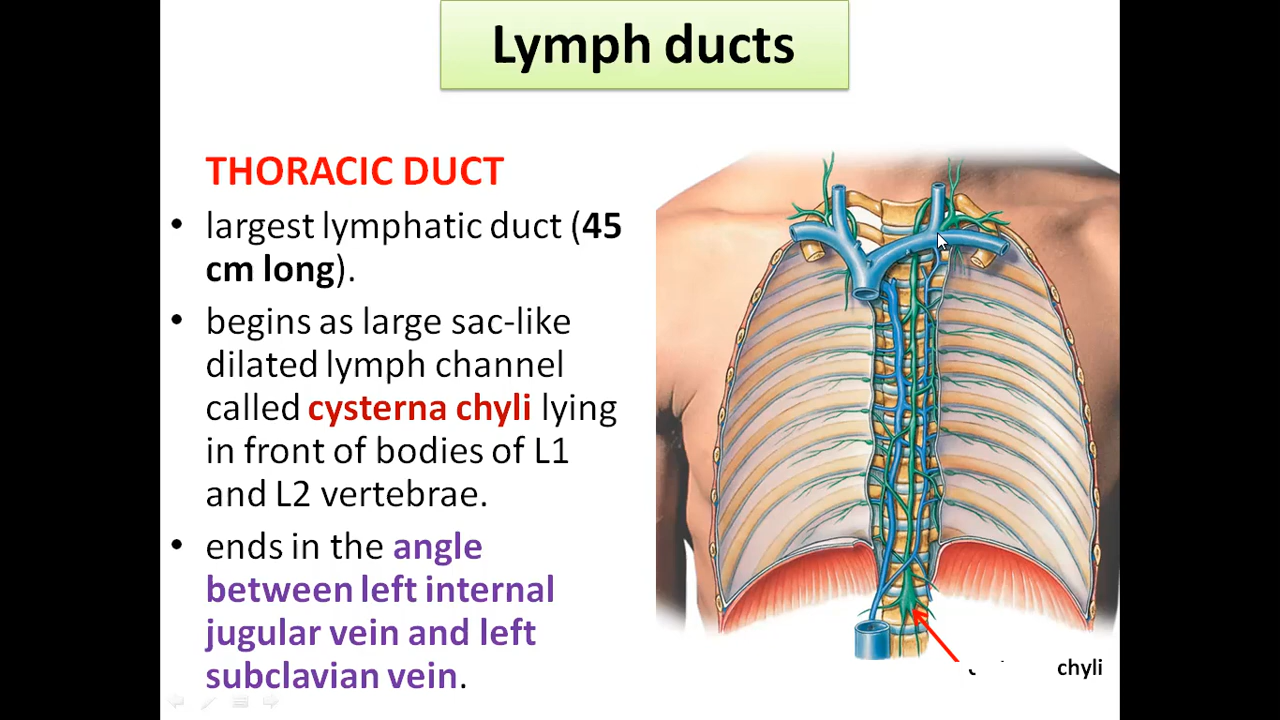 Lymph ducts
THORACIC DUCT
• largest lymphatic duct (45
cm long).
• begins as large sac-like
dilated lymph channel
called cysterna chyli lying
in front of bodies of L1
and L2 vertebrae.
• ends in the angle
between left internal
jugular vein and left
subclavian vein.
chyli